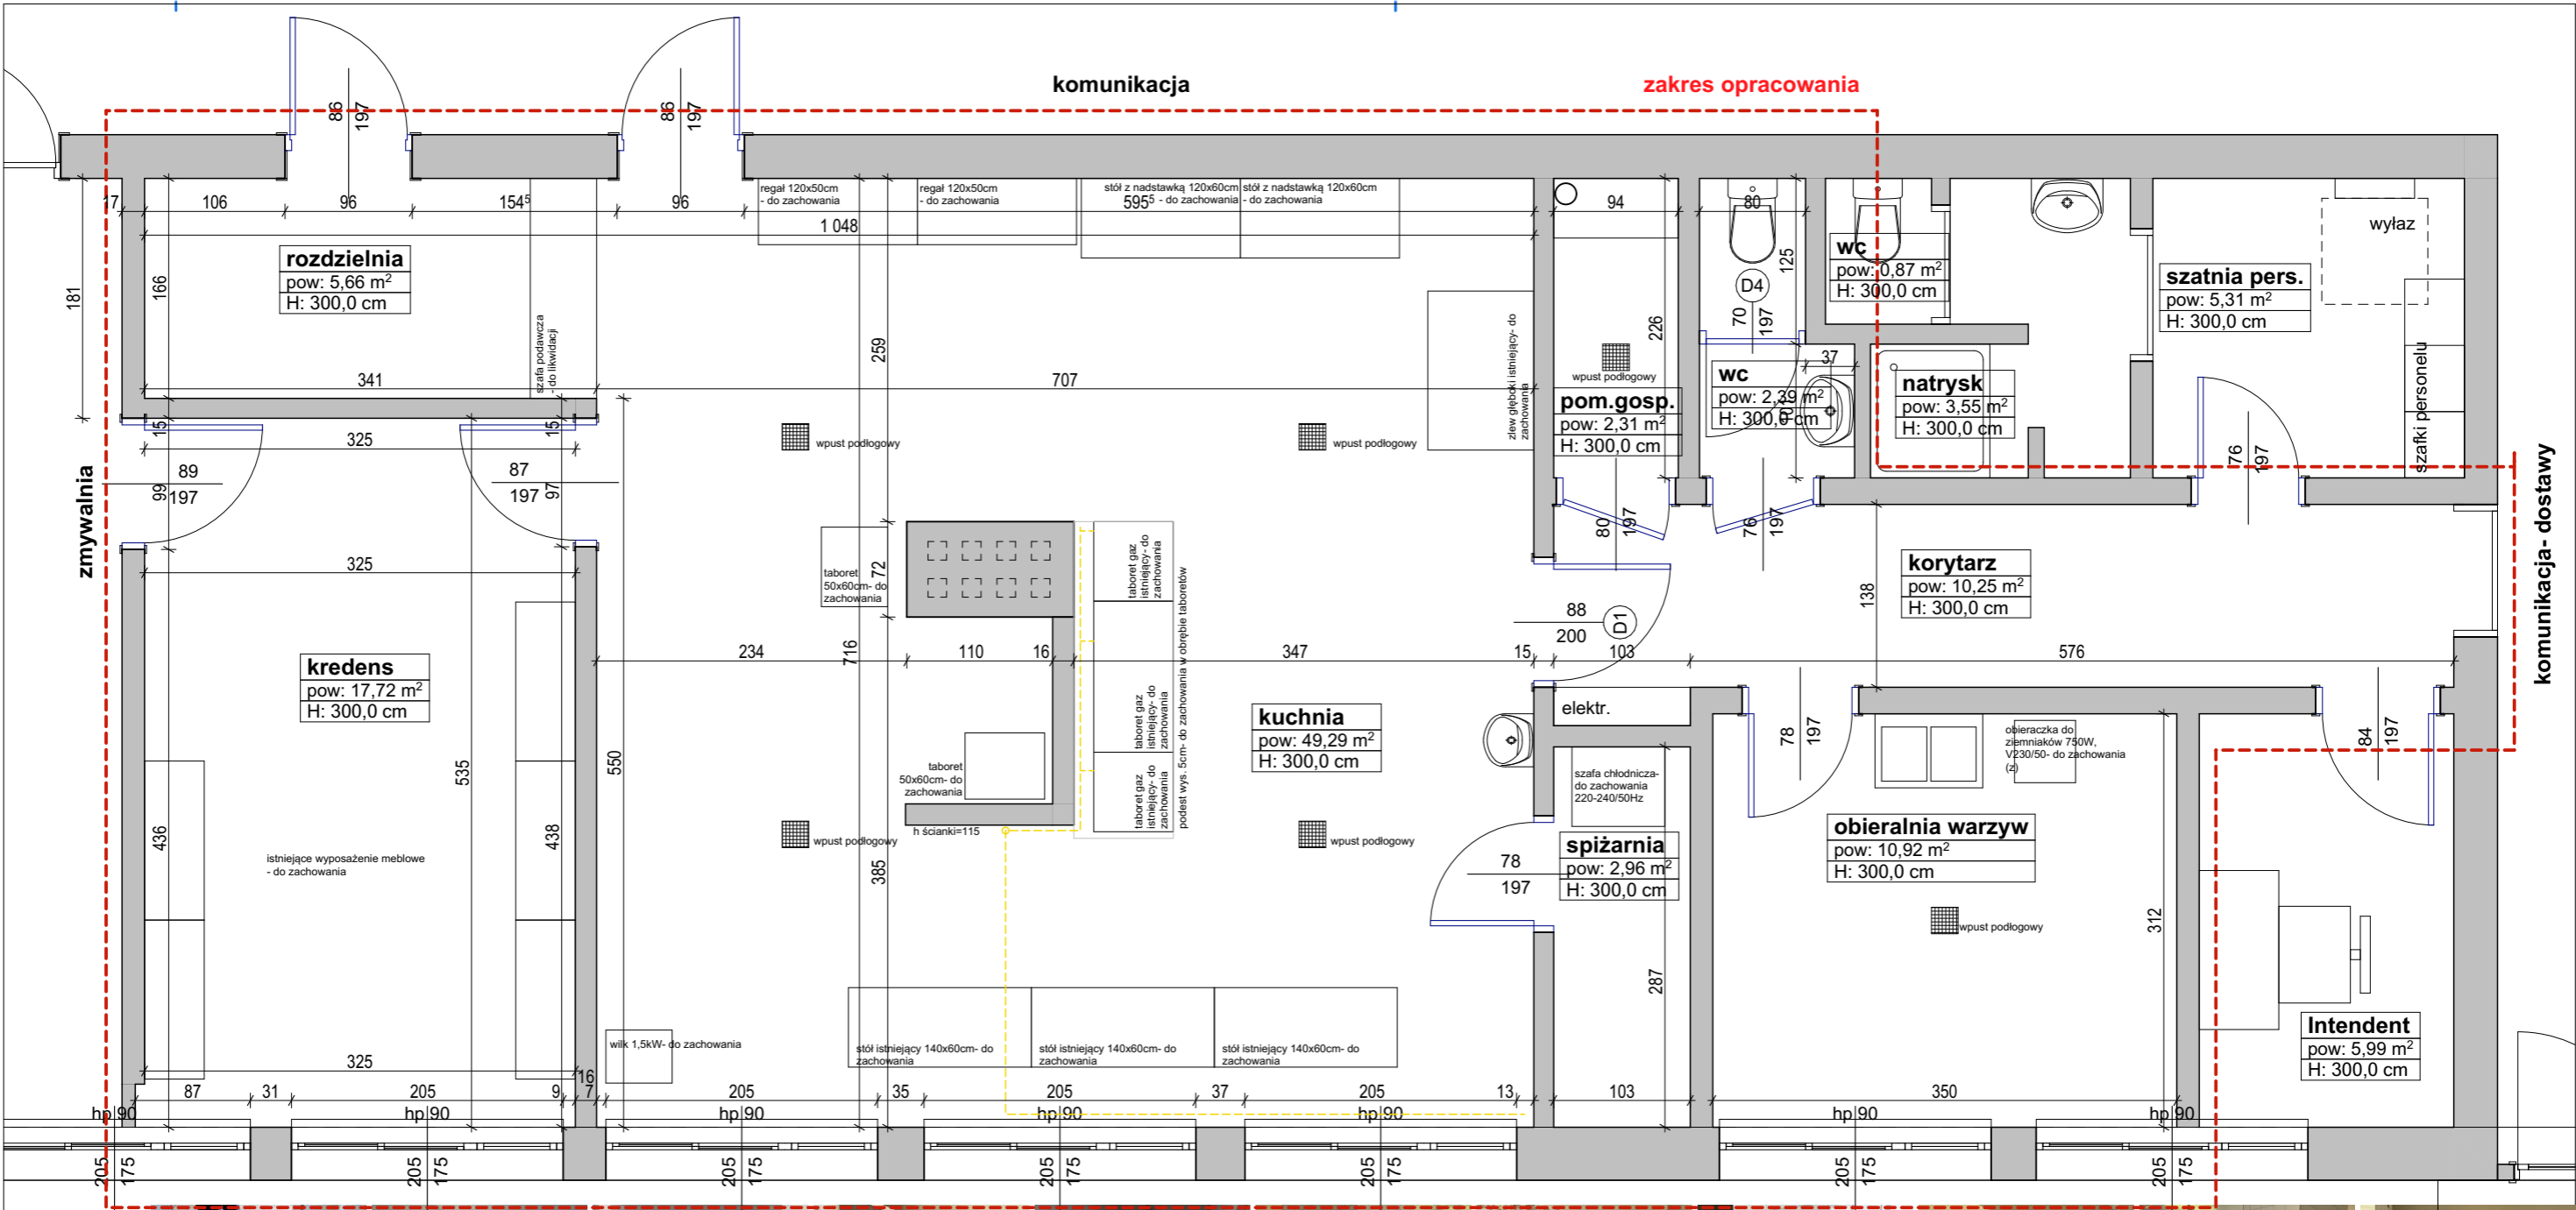 komunikacja
zakres opracowania
86
197
86
197
regał 120x50cm
- do zachowania
regał 120x50cm
- do zachowania
stół z nadstawką 120x60cm
- do zachowania
stół z nadstawką 120x60cm
- do zachowania
17
106
96
154⁵
96
595⁵
94
80
1 048
wyłaz
rozdzielnia
pow: 5,66 m²
H: 300,0 cm
wc
pow: 0,87 m²
H: 300,0 cm
szatnia pers.
pow: 5,31 m²
H: 300,0 cm
181
166
259
226
125
D4
70
197
szafa podawcza
- do likwidacji
zlew głęboki istniejący- do
zachowania
wpust podłogowy
37
341
707
wc
pow: 2,39 m²
H: 300,0 cm
natrysk
pow: 3,55 m²
H: 300,0 cm
pom.gosp.
pow: 2,31 m²
H: 300,0 cm
szafki personelu
15
15
325
wpust podłogowy
wpust podłogowy
zmywalnia
89
197
99
87
197
97
76
197
komunikacja- dostawy
80
197
76
197
325
taboret
50x60cm- do
zachowania
72
taboret gaz
istniejący- do
zachowania
korytarz
pow: 10,25 m²
H: 300,0 cm
138
88
200
D1
kredens
pow: 17,72 m²
H: 300,0 cm
234
716
110
16
347
15
103
576
elektr.
taboret gaz
istniejący- do
zachowania
podest wys. 5cm- do zachowania w obrębie taboretów
kuchnia
pow: 49,29 m²
H: 300,0 cm
78
197
obieraczka do
ziemniaków 750W,
V230/50- do zachowania
(z)
84
197
535
550
taboret
50x60cm- do
zachowania
taboret gaz
istniejący- do
zachowania
szafa chłodnicza-
do zachowania
220-240/50Hz
h ścianki=115
wpust podłogowy
wpust podłogowy
436
438
385
istniejące wyposażenie meblowe
- do zachowania
78
197
spiżarnia
pow: 2,96 m²
H: 300,0 cm
obieralnia warzyw
pow: 10,92 m²
H: 300,0 cm
wpust podłogowy
312
287
Intendent
pow: 5,99 m²
H: 300,0 cm
wilk 1,5kW- do zachowania
stół istniejący 140x60cm- do
zachowania
stół istniejący 140x60cm- do
zachowania
stół istniejący 140x60cm- do
zachowania
325
16
87
31
205
9
7
205
35
205
37
205
13
103
350
hp 90
hp 90
hp 90
hp 90
hp 90
hp 90
hp 90
205
175
205
175
205
175
205
175
205
175
205
175
205
175